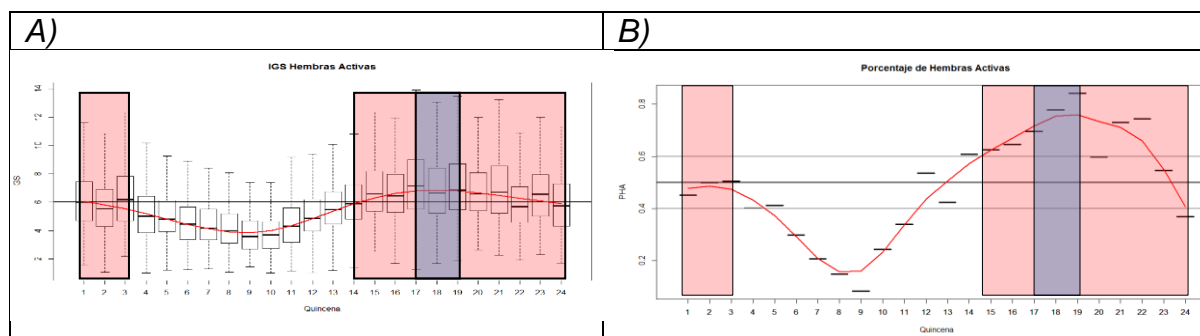 A)
B)
IGS Hembras Activas
14
12
10
8
6
4
2
GS
1 2 3 4 5 6 7 8 9 10 11 12 13 14 15 16 17 18 19 20 21 22 23 24
Quincena
Porcentaje de Hembras Activas
0.8
0.6
0.4
0.2
PHA
1 2 3 4 5 6 7 8 9 10 11 12 13 14 15 16 17 18 19 20 21 22 23 24
Quincena